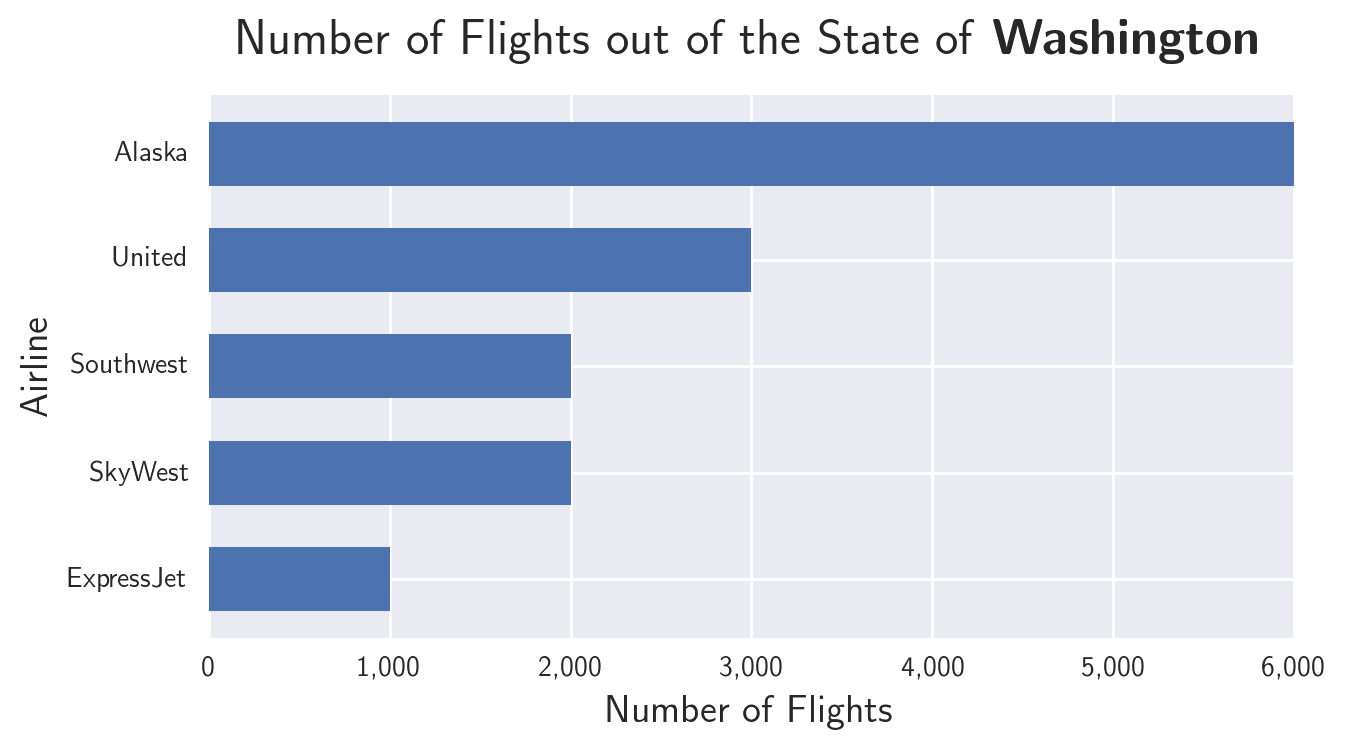 Number of Flights out of the State of Washington
Alaska
United
Southwest
SkyWest
ExpressJet
Airline
0 1,000 2,000 3,000 4,000 5,000 6,000
Number of Flights